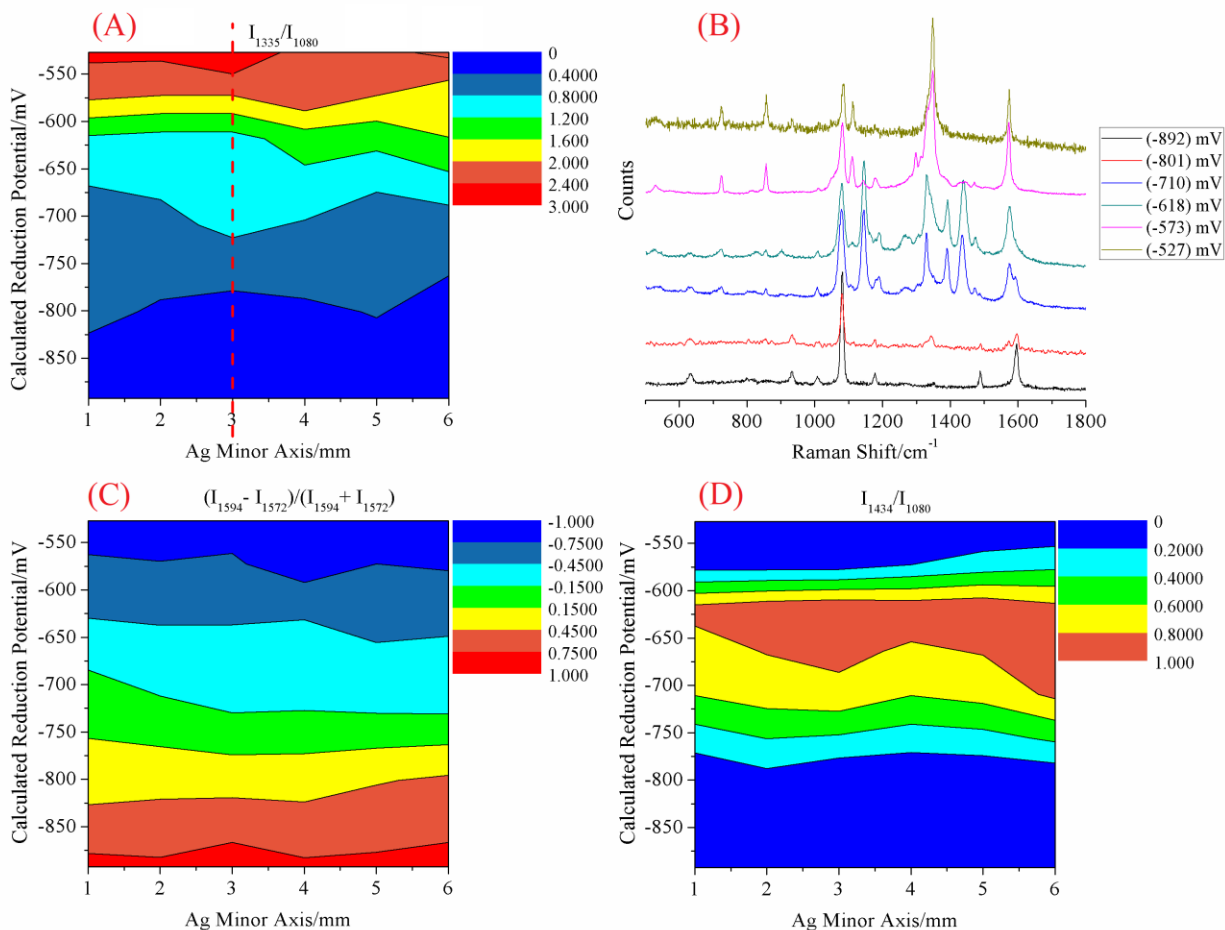 (A)
I1335/I1080
Calculated Reduction Potential/mV
-550
-600
-650
-700
-750
-800
-850
1 2 3 4 5 6
Ag Minor Axis/mm
0
0.4000
0.8000
1.200
1.600
2.000
2.400
3.000
(B)
Counts
600 800 1000 1200 1400 1600 1800
Raman Shift/cm-1
(-892) mV
(-801) mV
(-710) mV
(-618) mV
(-573) mV
(-527) mV
(C)
(I1594- I1572)/(I1594+ I1572)
Calculated Reduction Potential/mV
-550
-600
-650
-700
-750
-800
-850
1 2 3 4 5 6
Ag Minor Axis/mm
-1.000
-0.7500
-0.4500
-0.1500
0.1500
0.4500
0.7500
1.000
(D)
I1434/I1080
Calculated Reduction Potential/mV
-550
-600
-650
-700
-750
-800
-850
1 2 3 4 5 6
Ag Minor Axis/mm
0
0.2000
0.4000
0.6000
0.8000
1.000